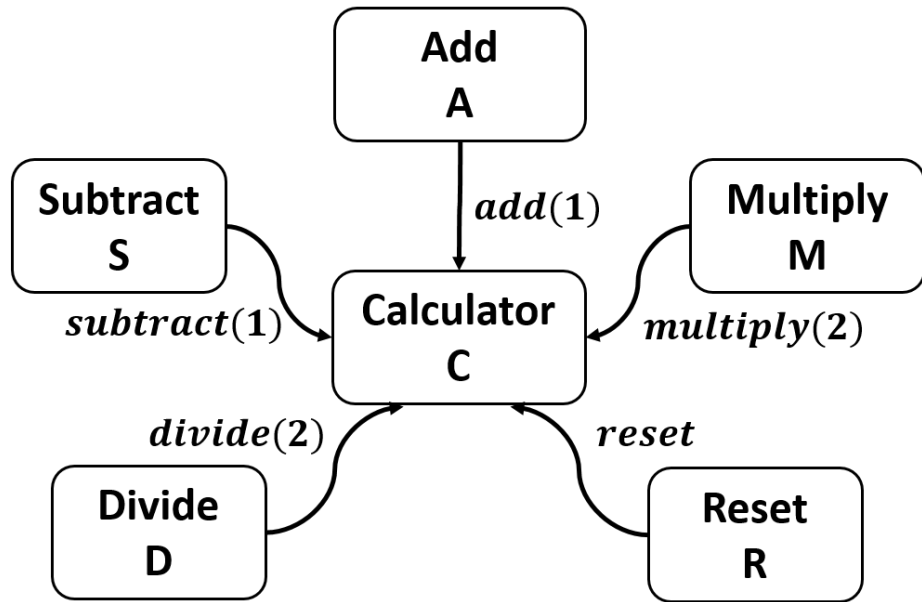 Add
A
add(1)
Subtract
S
Multiply
M
subtract(1)
Calculator
C
multiply(2)
divide(2)
reset
Divide
D
Reset
R